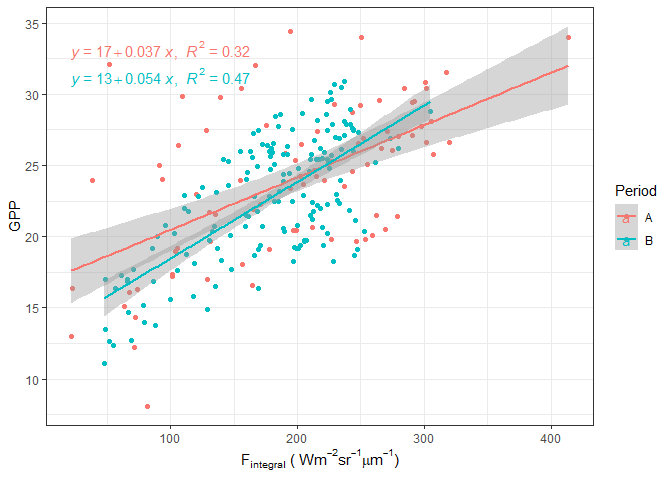 y = 17 + 0.037 x, R² = 0.32
y = 13 + 0.054 x, R² = 0.47
35
30
25
20
15
10
GPP
100 200 300 400
F_integral ( Wm⁻²sr⁻¹μm⁻¹)
Period
a A
a B